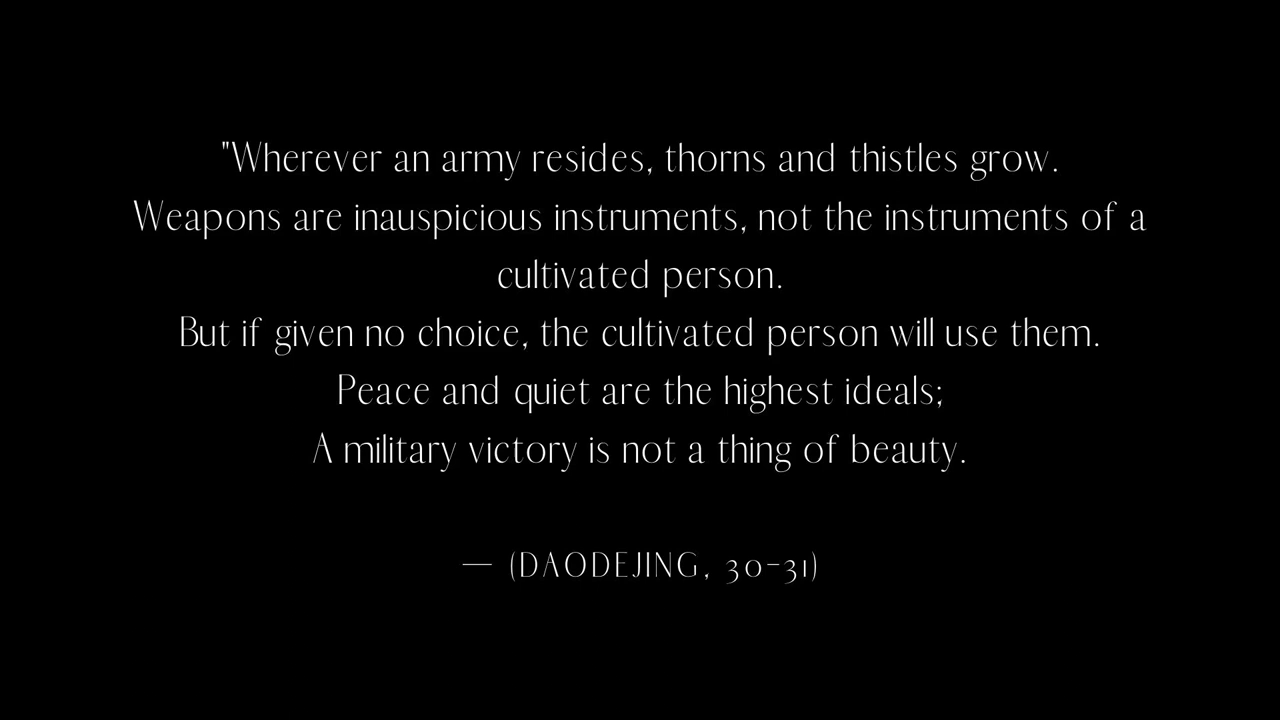 "Wherever an army resides, thorns and thistles grow.
Weapons are inauspicious instruments, not the instruments of a
cultivated person.
But if given no choice, the cultivated person will use them.
Peace and quiet are the highest ideals;
A military victory is not a thing of beauty.
— (DAODEJING, 30-31)